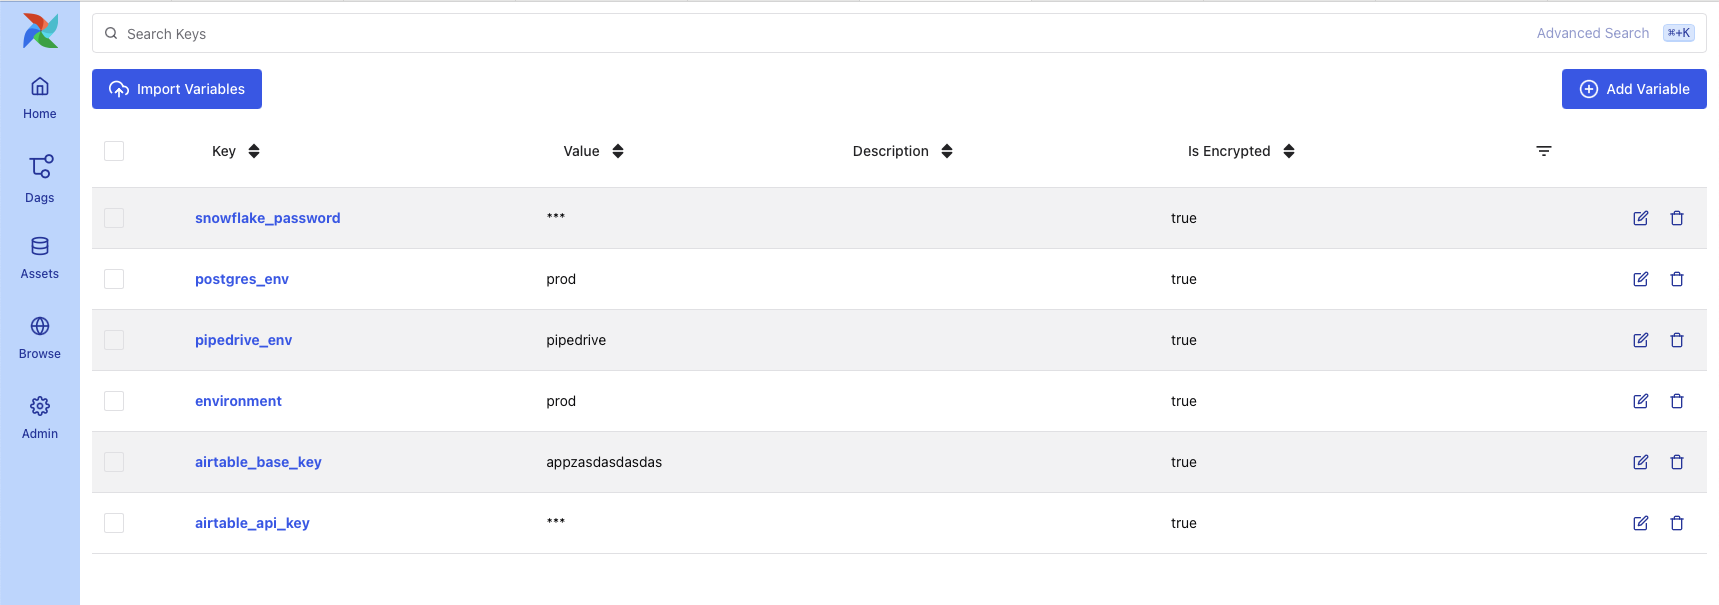 Search Keys
Advanced Search ⌘+K
Import Variables
Add Variable
Home
Dags
Assets
Browse
Admin
Key Value Description Is Encrypted
snowflake_password *** true
postgres_env prod true
pipedrive_env pipedrive true
environment prod true
airtable_base_key appzasdasdasdas true
airtable_api_key *** true